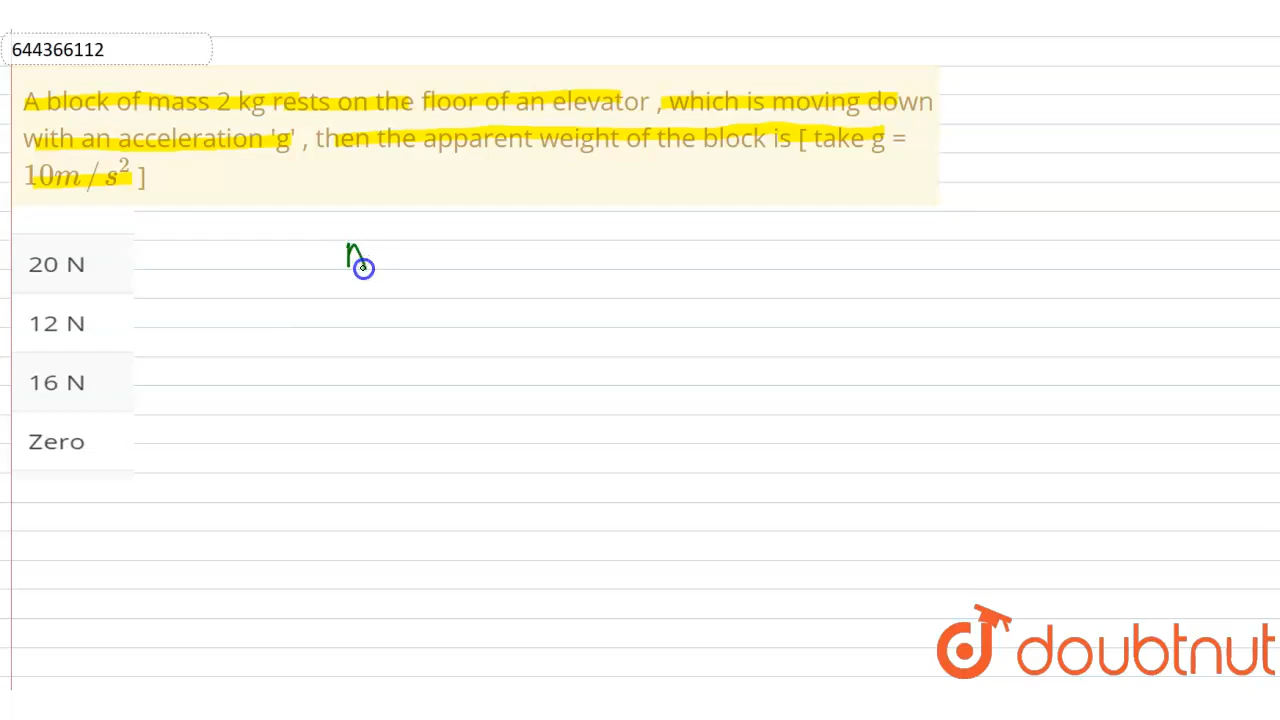 644366112
A block of mass 2 kg rests on the floor of an elevator , which is moving down
with an acceleration 'g' , then the apparent weight of the block is [ take g =
10m/s² ]
n
20 N
12 N
16 N
Zero
doubtnut